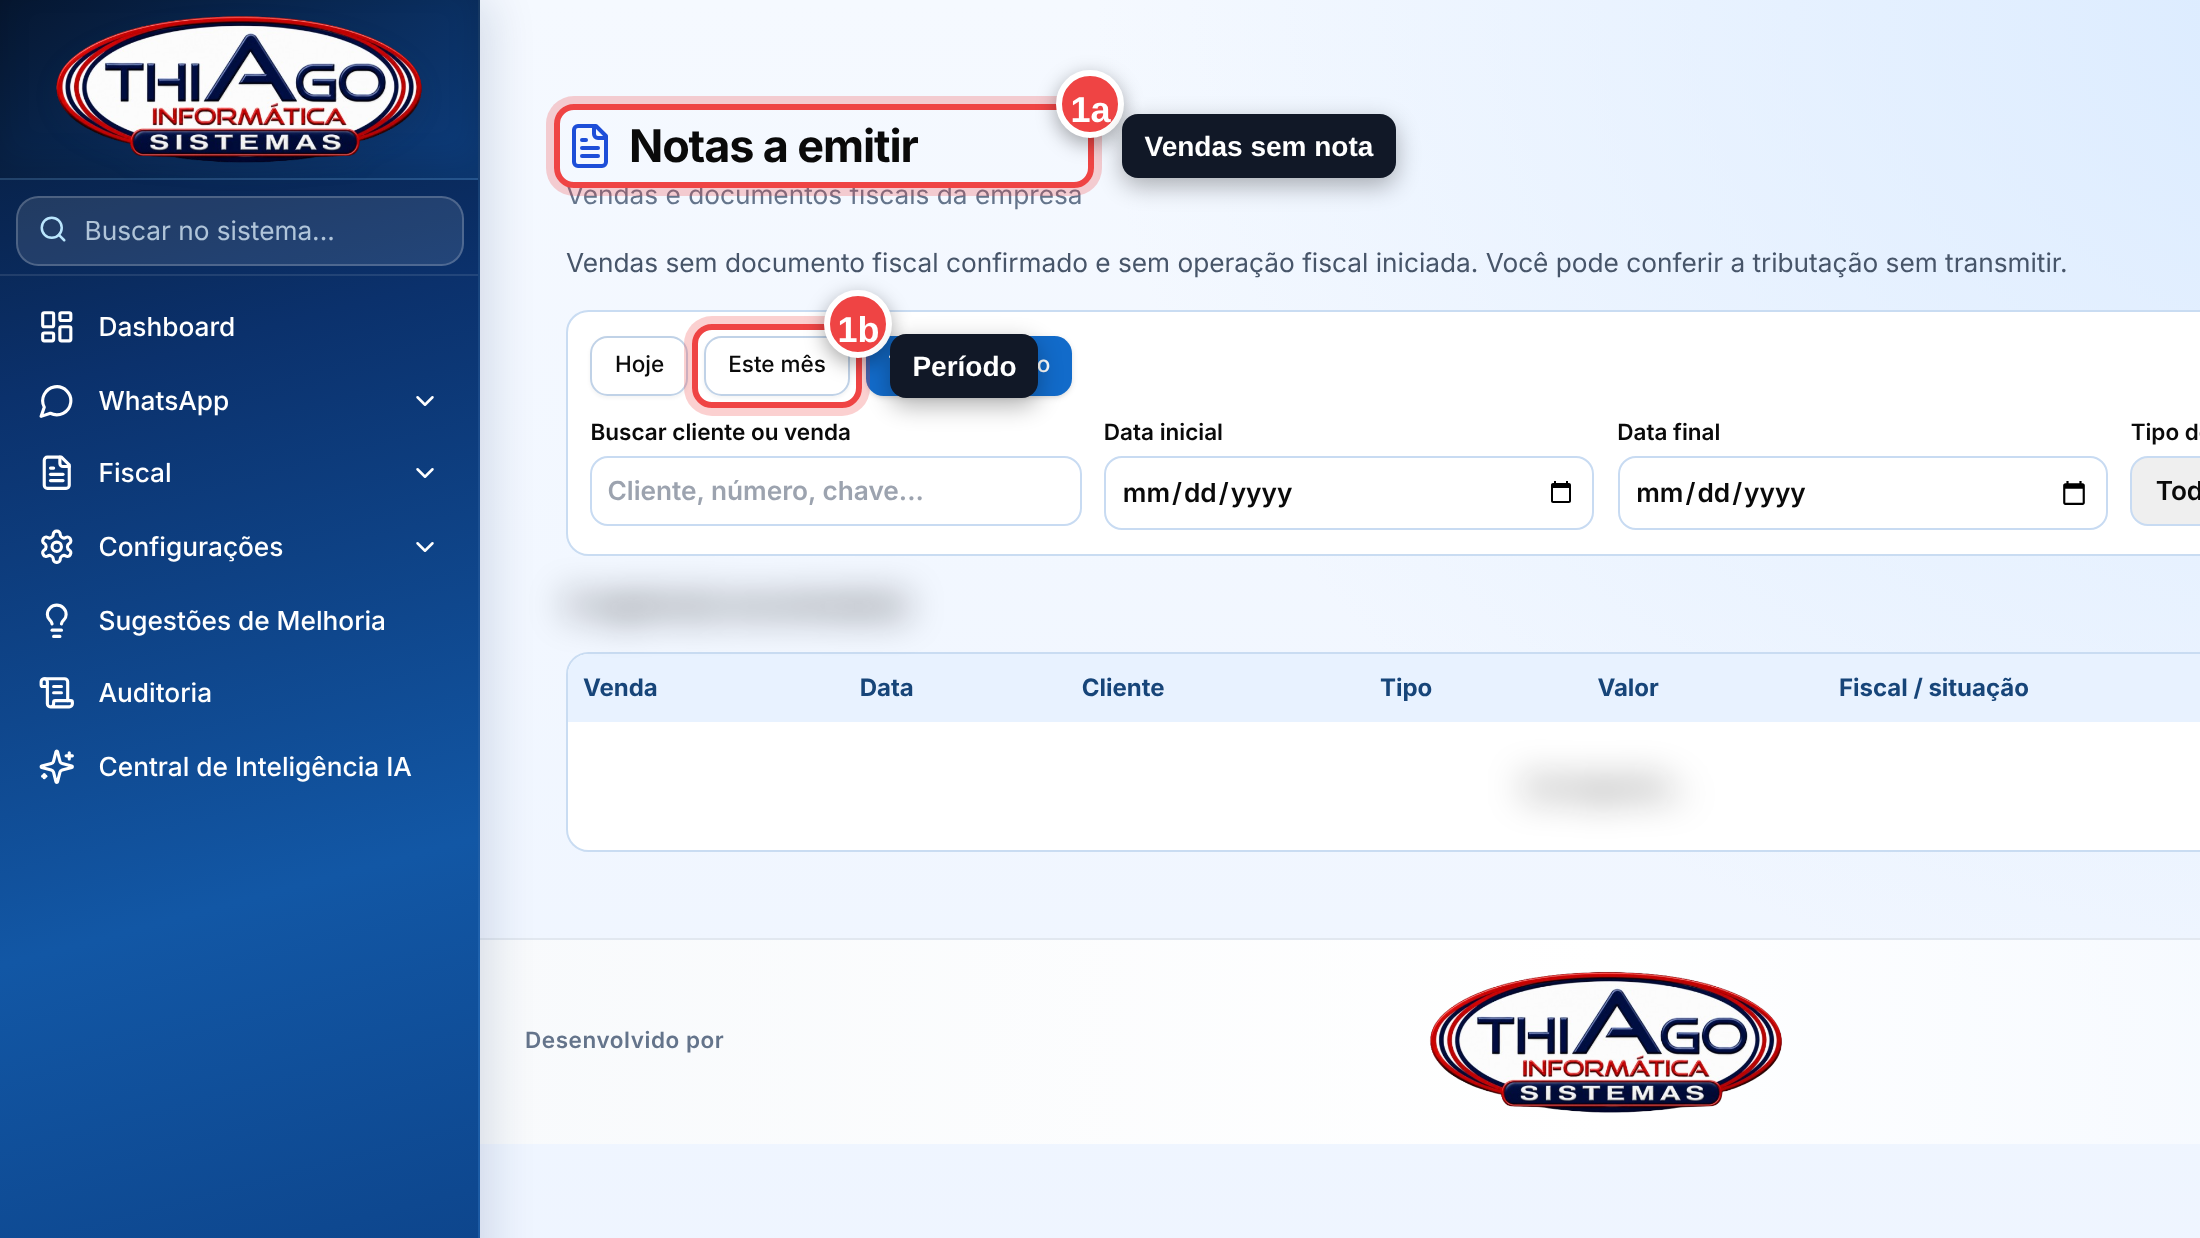 THIAGO
INFORMÁTICA
SISTEMAS
Buscar no sistema...
Dashboard
WhatsApp
Fiscal
Configurações
Sugestões de Melhoria
Auditoria
Central de Inteligência IA
Notas a emitir
1a
Vendas sem nota
Vendas e documentos fiscais da empresa
Vendas sem documento fiscal confirmado e sem operação fiscal iniciada. Você pode conferir a tributação sem transmitir.
Hoje
Este mês
1b
Período
Buscar cliente ou venda
Data inicial
Data final
Tipo
Cliente, número, chave...
mm/dd/yyyy
mm/dd/yyyy
Venda
Data
Cliente
Tipo
Valor
Fiscal / situação
Desenvolvido por
THIAGO
INFORMÁTICA
SISTEMAS